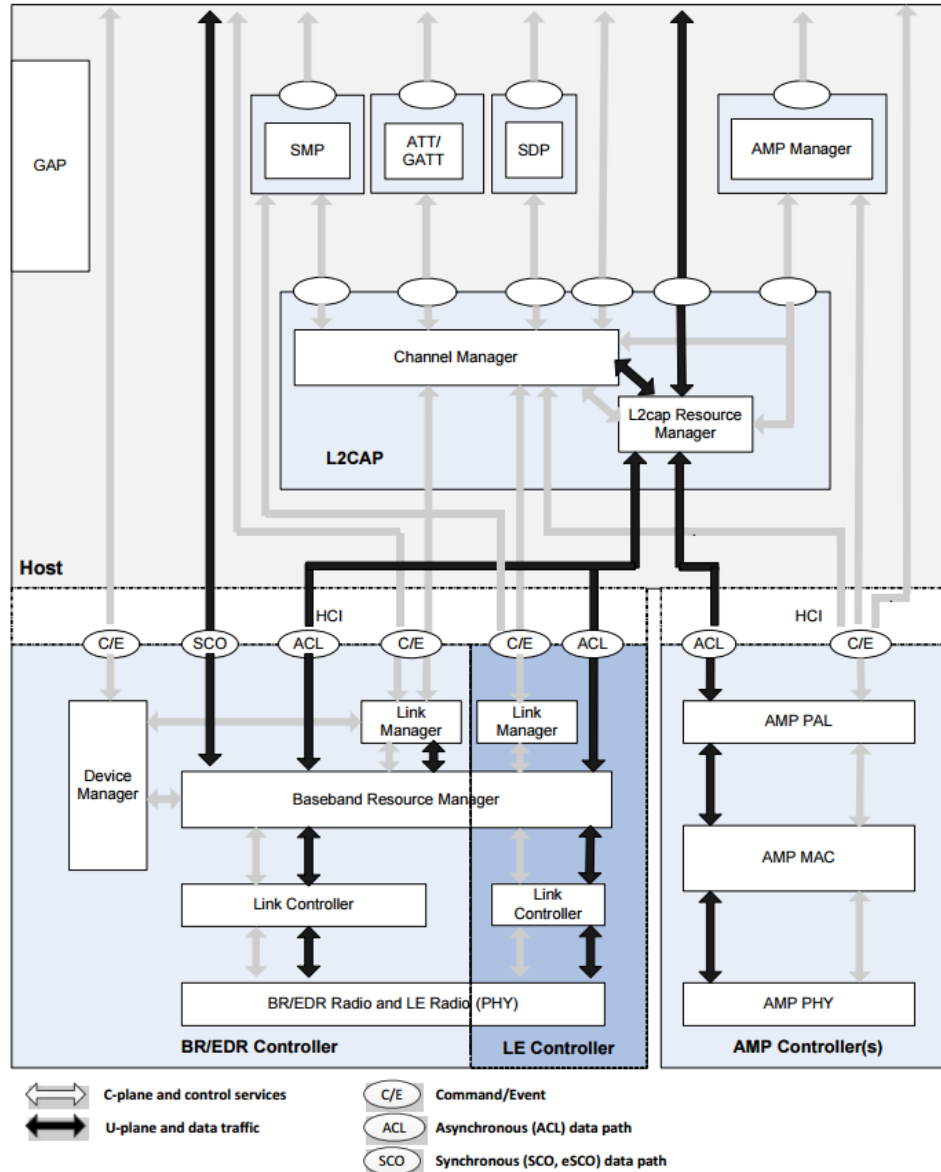 GAP
SMP
ATT/
GATT
SDP
AMP Manager
Channel Manager
L2cap Resource
Manager
L2CAP
Host
HCI
HCI
C/E
SCO
ACL
C/E
C/E
ACL
ACL
C/E
Device
Manager
Link
Manager
Link
Manager
AMP PAL
Baseband Resource Manager
AMP MAC
Link Controller
Link
Controller
BR/EDR Radio and LE Radio (PHY)
AMP PHY
BR/EDR Controller
LE Controller
AMP Controller(s)
C-plane and control services
C/E
Command/Event
U-plane and data traffic
ACL
Asynchronous (ACL) data path
SCO
Synchronous (SCO, eSCO) data path